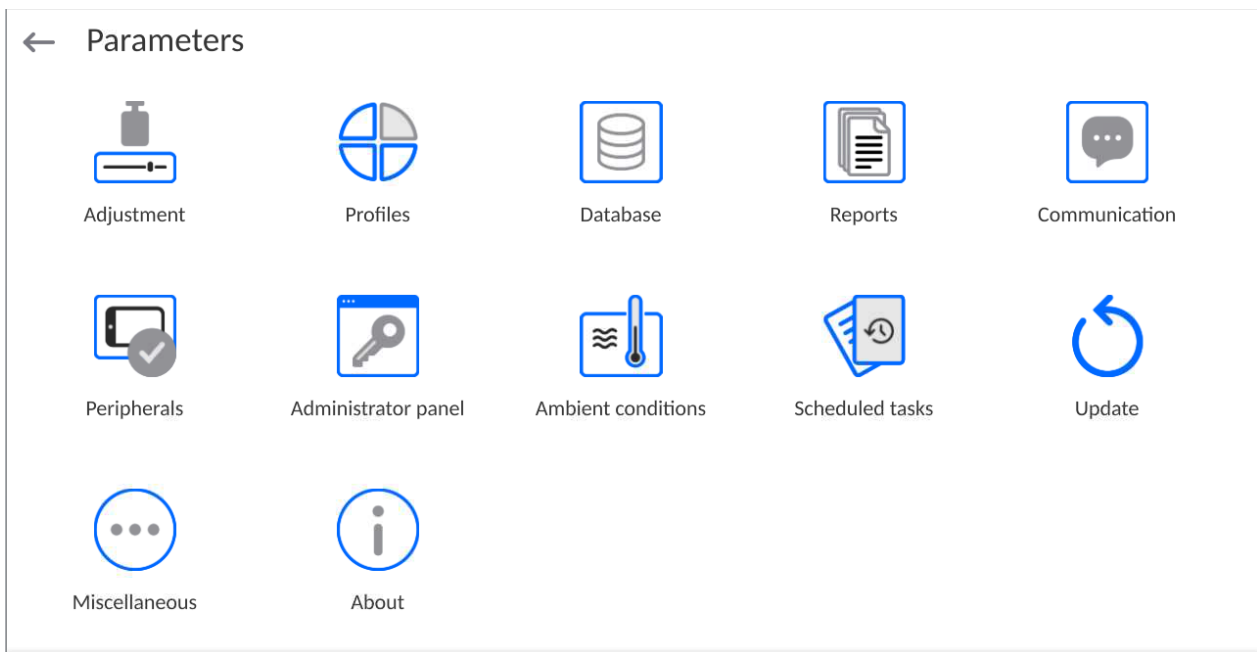 Parameters
Adjustment Profiles Database Reports Communication
Peripherals Administrator panel Ambient conditions Scheduled tasks Update
Miscellaneous About